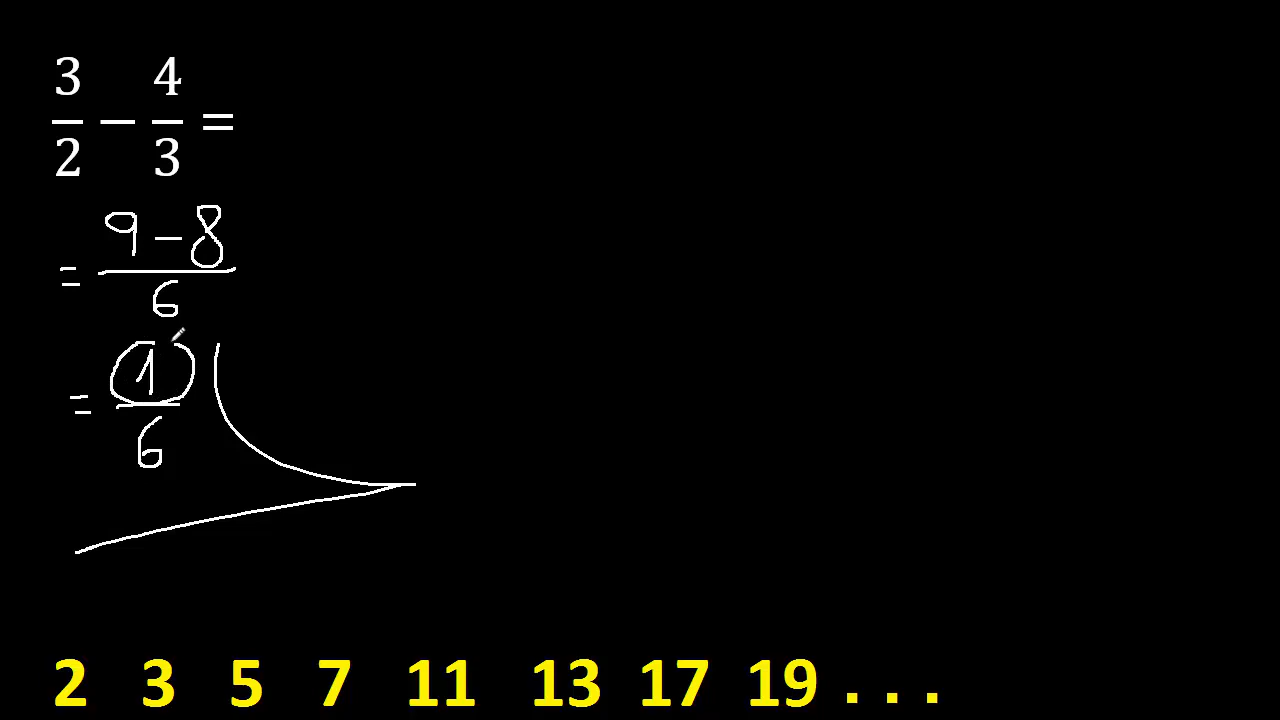 3/2 − 4/3 =
= 9 − 8 / 6
= 1/6
2 3 5 7 11 13 17 19 . . .